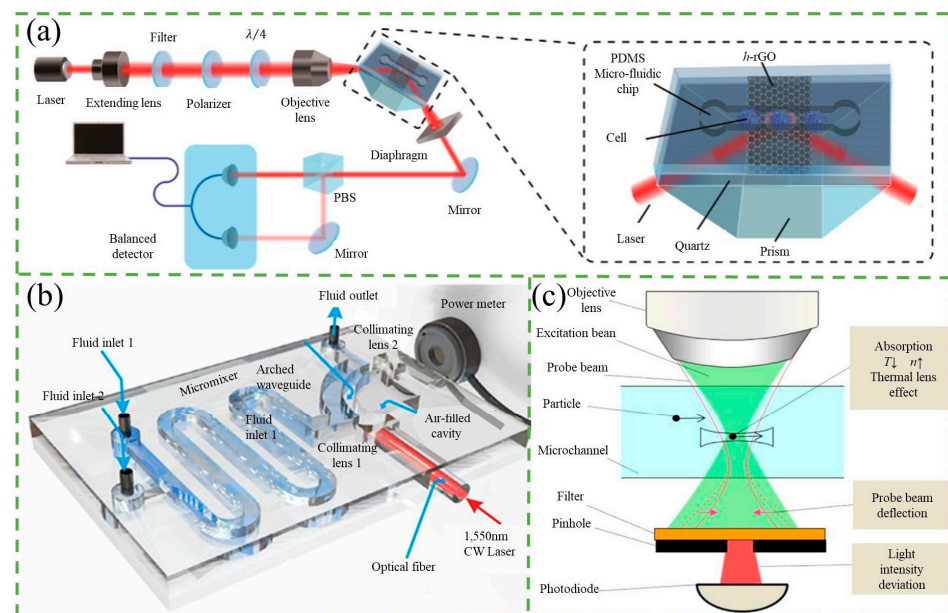 (a)
Filter
λ/4
Laser
Extending lens
Polarizer
Objective
lens
Diaphragm
PBS
Mirror
Balanced
detector
Mirror
PDMS
Micro-fluidic
chip
h-rGO
Cell
Laser
Quartz
Prism
(b)
Fluid outlet
Power meter
Collimating
lens 2
Fluid inlet 1
Micromixer
Arched
waveguide
Fluid inlet 2
Fluid inlet 1
Air-filled
cavity
Collimating
lens 1
1,550nm
CW Laser
Optical fiber
(c)
Objective
lens
Excitation bean
Probe beam
Absorption
T↓ n↑
Thermal lens
effect
Particle
Microchannel
Filter
Pinhole
Probe beam
deflection
Light
intensity
deviation
Photodiode